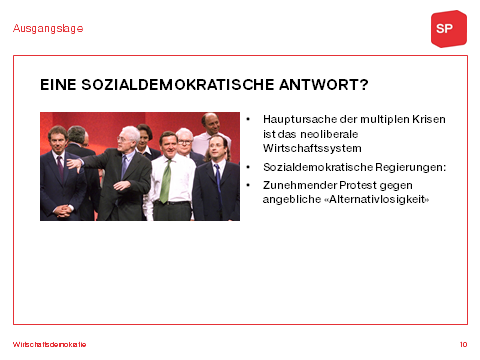 Ausgangslage
SP
EINE SOZIALDEMOKRATISCHE ANTWORT?
• Hauptursache der multiplen Krisen
ist das neoliberale
Wirtschaftssystem
• Sozialdemokratische Regierungen:
• Zunehmender Protest gegen
angebliche «Alternativlosigkeit»
Wirtschaftsdemokratie
10